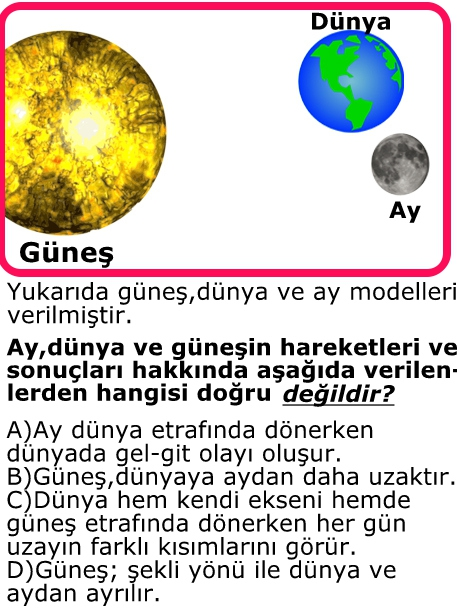 Dünya
Ay
Güneş
Yukarıda güneş,dünya ve ay modelleri
verilmiştir.
Ay,dünya ve güneşin hareketleri ve
sonuçları hakkında aşağıda verilen-
lerden hangisi doğru değildir?
A)Ay dünya etrafında dönerken
dünyada gel-git olayı oluşur.
B)Güneş,dünyaya aydan daha uzaktır.
C)Dünya hem kendi ekseni hemde
güneş etrafında dönerken her gün
uzayın farklı kısımlarını görür.
D)Güneş; şekli yönü ile dünya ve
aydan ayrılır.